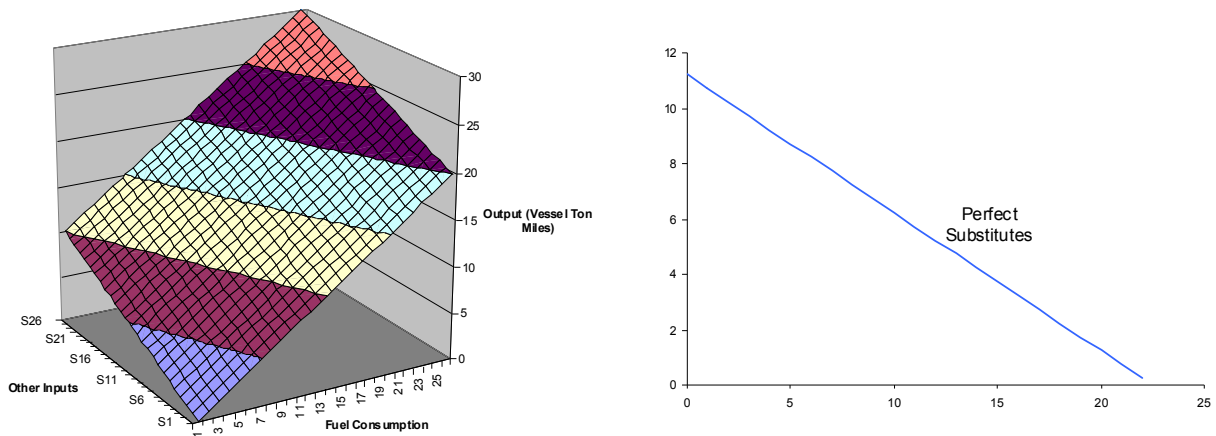 30
25
20
15
10
5
0
Output (Vessel Ton
Miles)
S26
S21
S16
S11
S6
S1
Other Inputs
1
3
5
7
9
11
13
15
17
19
21
23
25
Fuel Consumption
12
10
8
6
4
2
0
Perfect
Substitutes
0
5
10
15
20
25